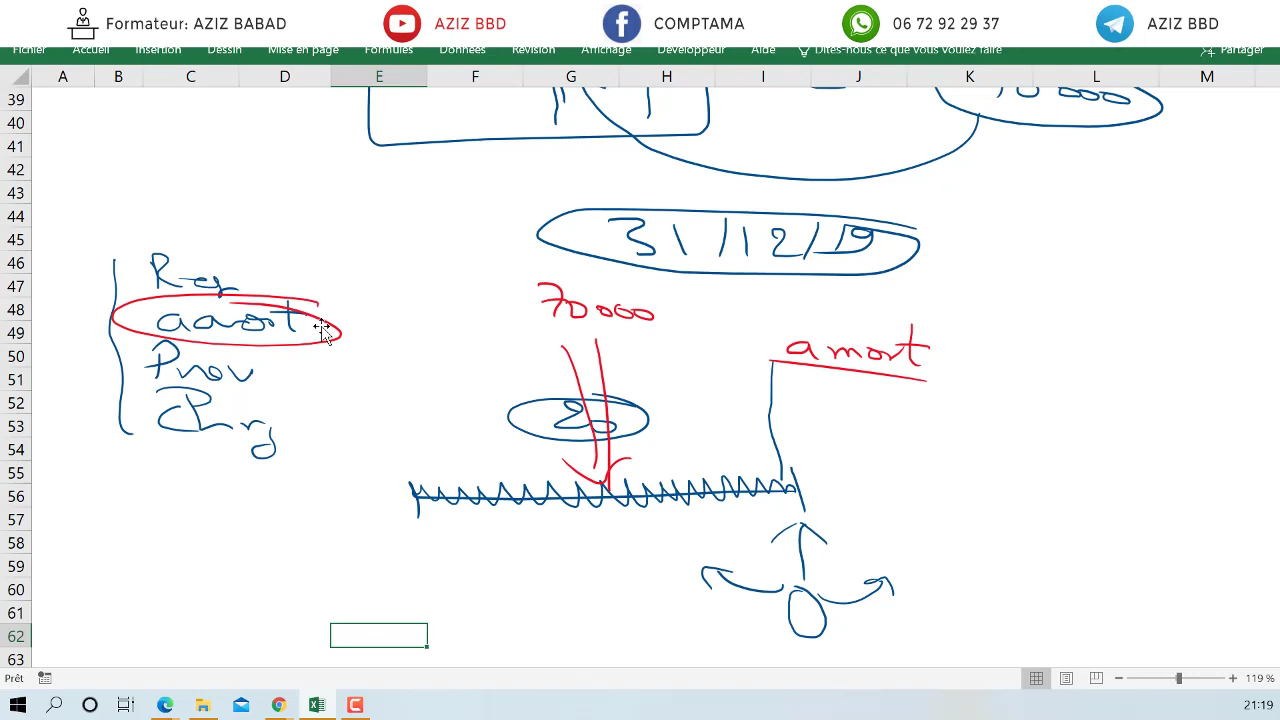 Formateur: AZIZ BABAD
AZIZ BBD
COMPTAMA
06 72 92 29 37
AZIZ BBD
Fichier Accueil Insertion Dessin Mise en page Formules Données Révision Affichage Développeur Aide Dites-nous ce que vous voulez faire Partager
A B C D E F G H I J K L M
39
40
41
42
43
44
45
46
47
48
49
50
51
52
53
54
55
56
57
58
59
60
61
62
63
31/12/19
70 000
amort
Prov
amort
Prêt
119 %
21:19